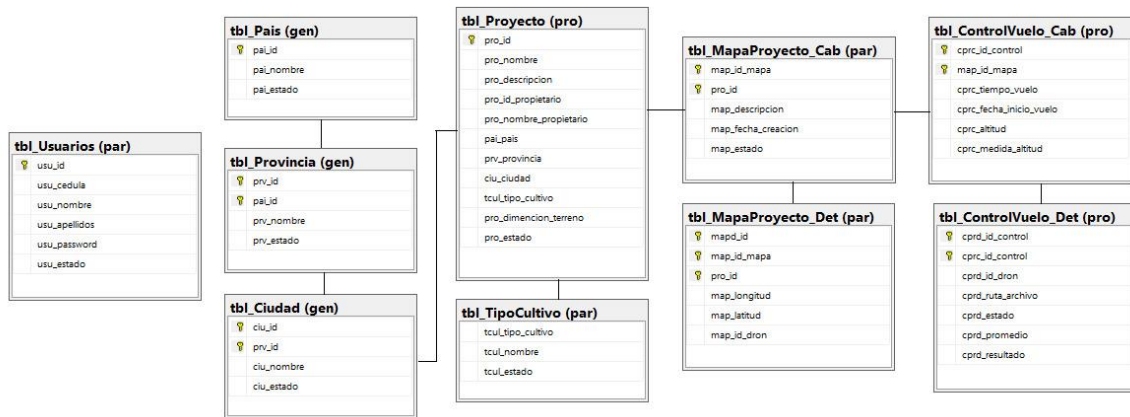 tbl_Usuarios (par)
usu_id
usu_cedula
usu_nombre
usu_apellidos
usu_password
usu_estado
tbl_Pais (gen)
pai_id
pai_nombre
pai_estado
tbl_Provincia (gen)
prv_id
pai_id
prv_nombre
prv_estado
tbl_Ciudad (gen)
ciu_id
prv_id
ciu_nombre
ciu_estado
tbl_Proyecto (pro)
pro_id
pro_nombre
pro_descripcion
pro_id_propietario
pro_nombre_propietario
pai_pais
prv_provincia
ciu_ciudad
tcul_tipo_cultivo
pro_dimencion_terreno
pro_estado
tbl_TipoCultivo (par)
tcul_tipo_cultivo
tcul_nombre
tcul_estado
tbl_MapaProyecto_Cab (par)
map_id_mapa
pro_id
map_descripcion
map_fecha_creacion
map_estado
tbl_MapaProyecto_Det (par)
mapd_id
map_id_mapa
pro_id
map_longitud
map_latitud
map_id_dron
tbl_ControlVuelo_Cab (pro)
cprc_id_control
map_id_mapa
cprc_tiempo_vuelo
cprc_fecha_inicio_vuelo
cprc_altitud
cprc_medida_altitud
tbl_ControlVuelo_Det (pro)
cprd_id_control
cprc_id_control
cprd_id_dron
cprd_ruta_archivo
cprd_estado
cprd_promedio
cprd_resultado